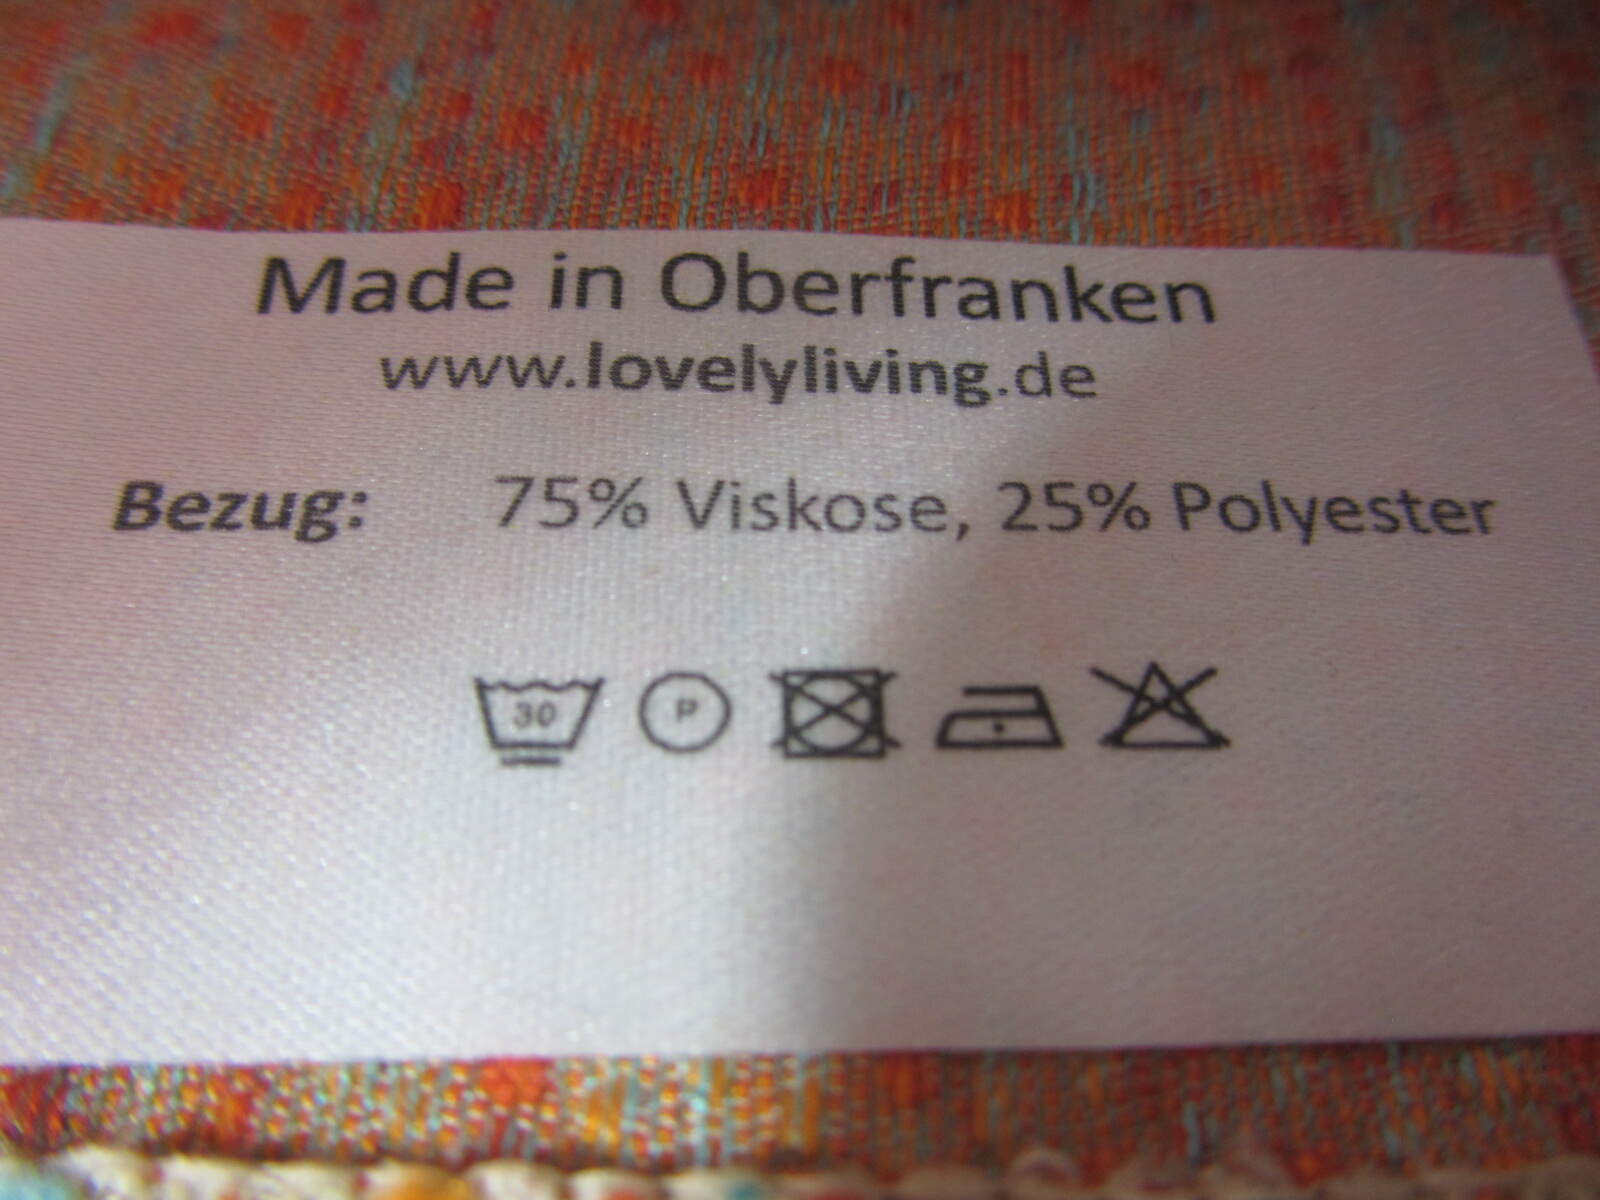 Made in Oberfranken
www.lovelyliving.de
Bezug: 75% Viskose, 25% Polyester
30 P